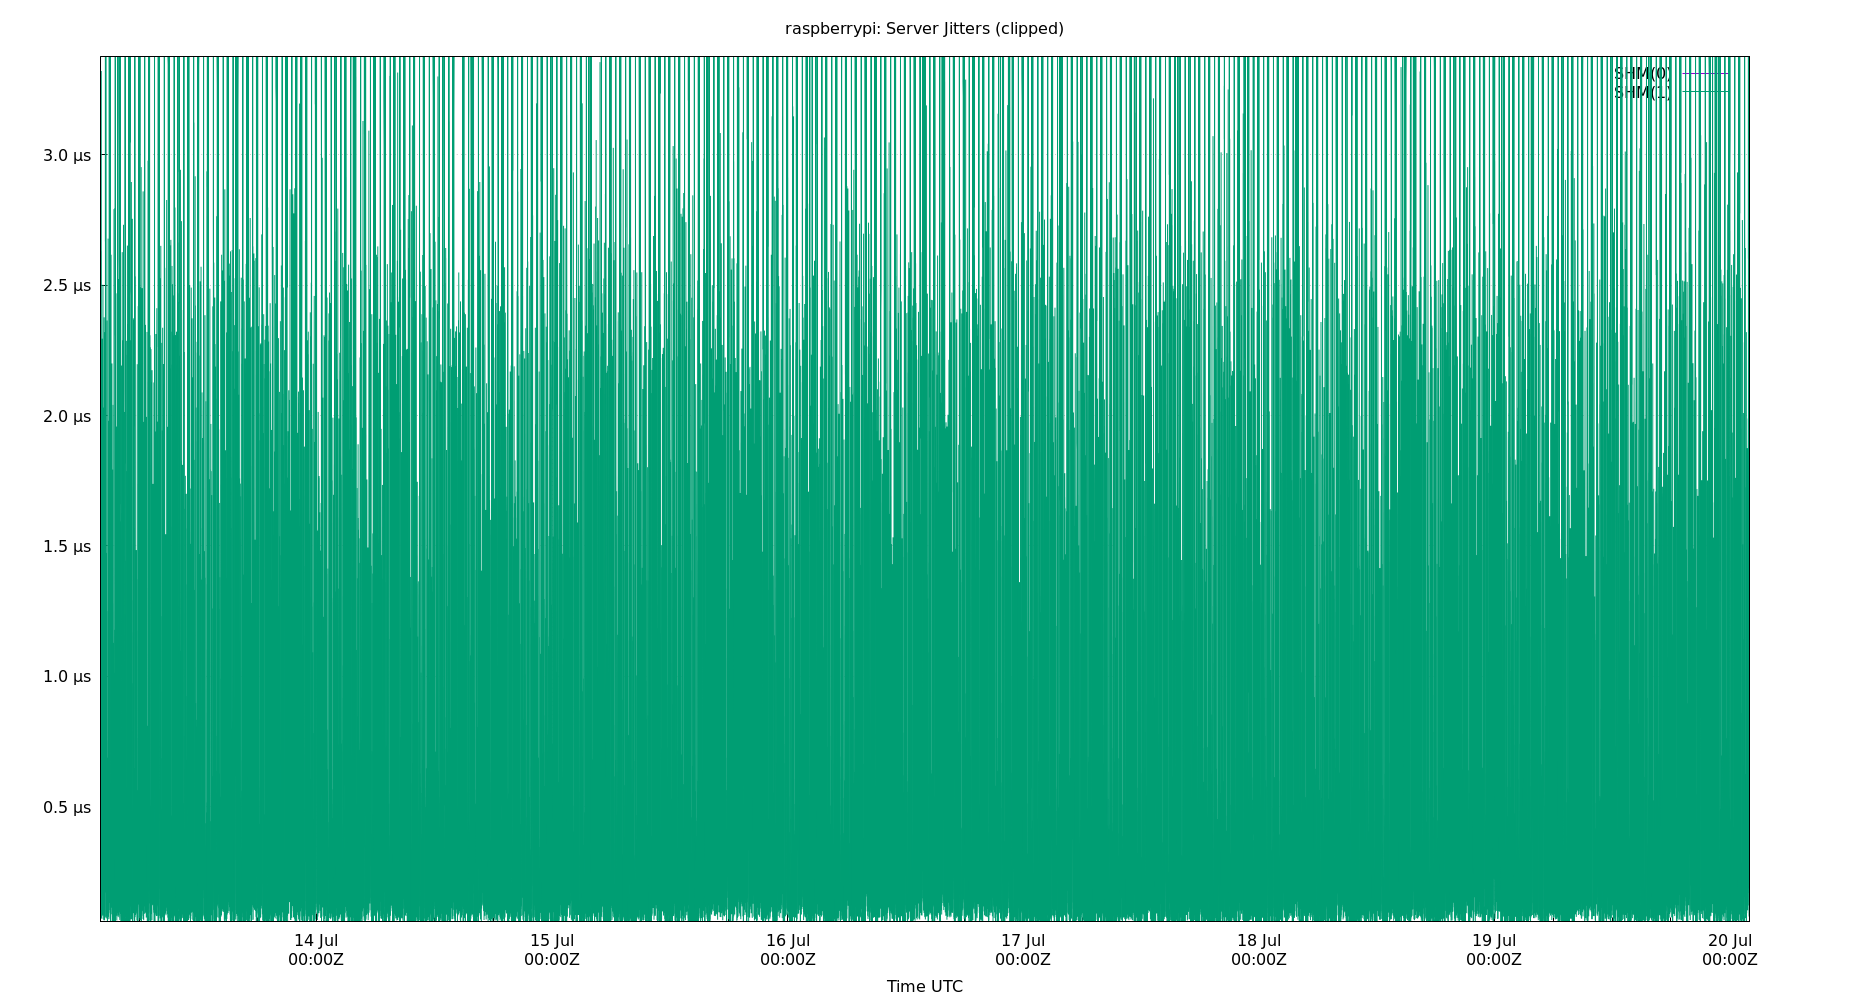 raspberrypi: Server Jitters (clipped)
SHM(0)
SHM(1)
3.0 µs
2.5 µs
2.0 µs
1.5 µs
1.0 µs
0.5 µs
14 Jul 15 Jul 16 Jul 17 Jul 18 Jul 19 Jul 20 Jul
00:00Z 00:00Z 00:00Z 00:00Z 00:00Z 00:00Z 00:00Z
Time UTC